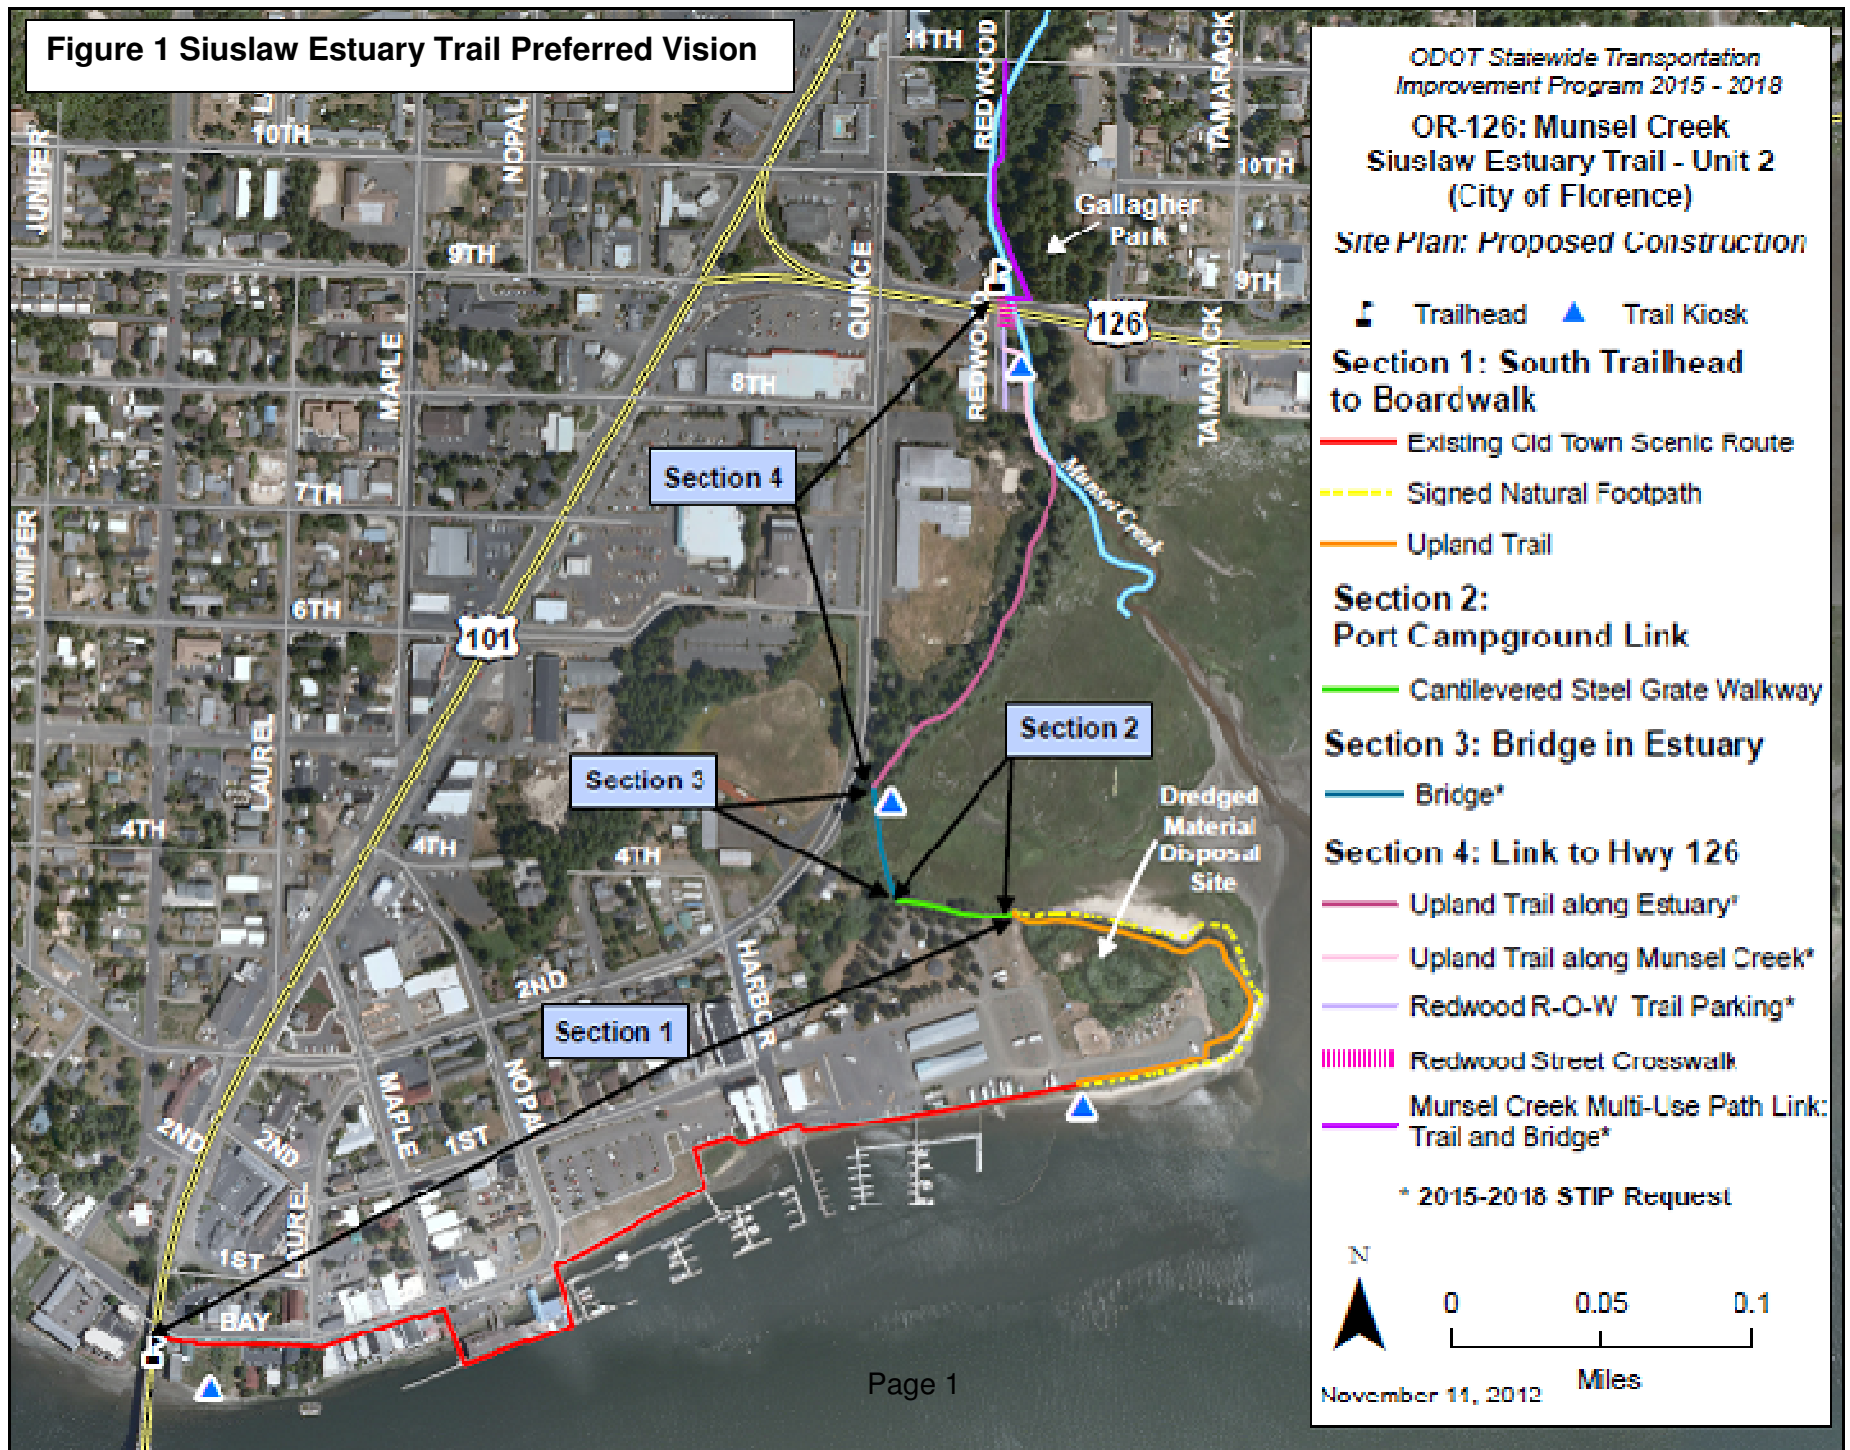 Figure 1 Siuslaw Estuary Trail Preferred Vision
11TH
REDWOOD
TAMARACK
JUNIPER
10TH
NOPAL
10TH
Gallagher
Park
9TH
QUINCE
9TH
126
MAPLE
8TH
REDWOOD
TAMARACK
Section 4
7TH
Munsel Creek
JUNIPER
6TH
101
LAUREL
Section 2
Section 3
Dredged
Material
Disposal
Site
4TH
4TH
4TH
HARBOR
2ND
Section 1
MAPLE
NOPAL
2ND
2ND
1ST
LAUREL
1ST
BAY
Page 1
ODOT Statewide Transportation
Improvement Program 2015 - 2018
OR-126: Munsel Creek
Siuslaw Estuary Trail - Unit 2
(City of Florence)
Site Plan: Proposed Construction
Trailhead Trail Kiosk
Section 1: South Trailhead
to Boardwalk
Existing Old Town Scenic Route
Signed Natural Footpath
Upland Trail
Section 2:
Port Campground Link
Cantilevered Steel Grate Walkway
Section 3: Bridge in Estuary
Bridge*
Section 4: Link to Hwy 126
Upland Trail along Estuary*
Upland Trail along Munsel Creek*
Redwood R-O-W Trail Parking*
Redwood Street Crosswalk
Munsel Creek Multi-Use Path Link:
Trail and Bridge*
* 2015-2018 STIP Request
N
0 0.05 0.1
Miles
November 11, 2012